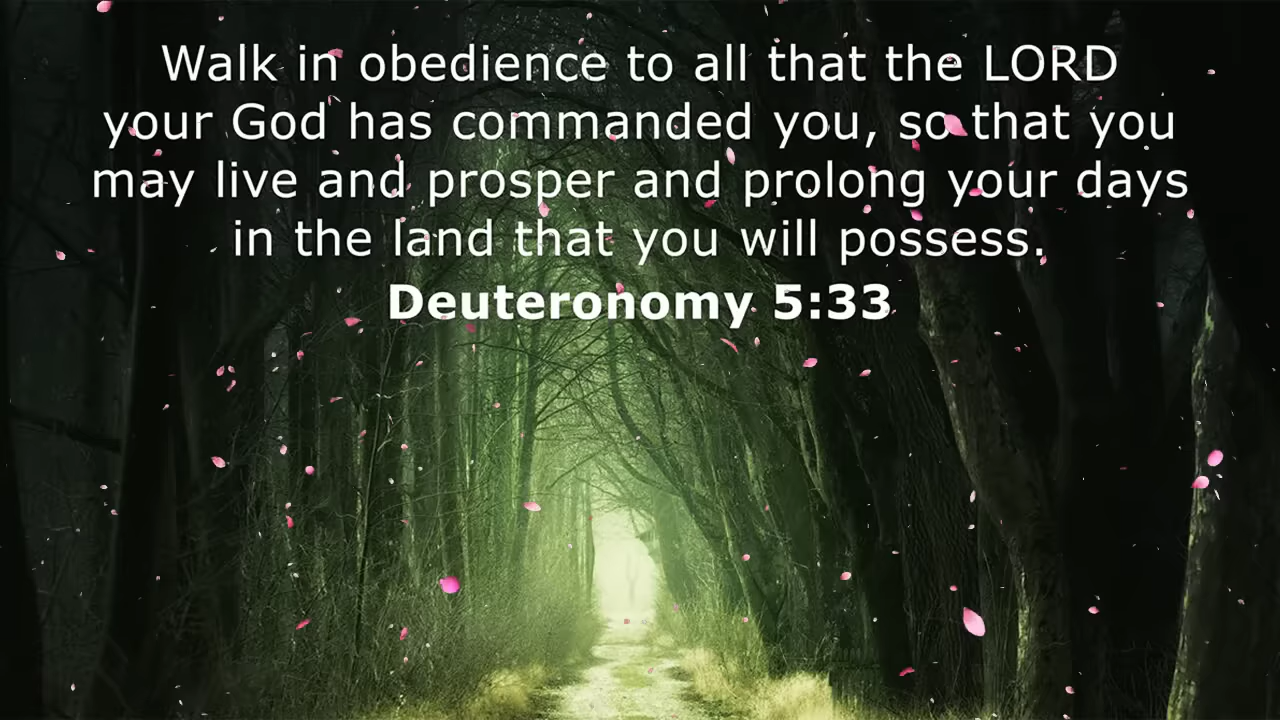 Walk in obedience to all that the LORD
your God has commanded you, so that you
may live and prosper and prolong your days
in the land that you will possess.
Deuteronomy 5:33